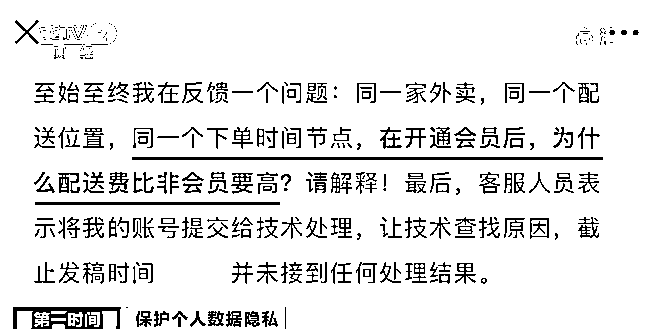 至始至终我在反馈一个问题：同一家外卖，同一个配
送位置，同一个下单时间节点，在开通会员后，为什
么配送费比非会员要高？请解释！最后，客服人员表
示将我的账号提交给技术处理，让技术查找原因，截
止发稿时间 并未接到任何处理结果。
第一时间 保护个人数据隐私